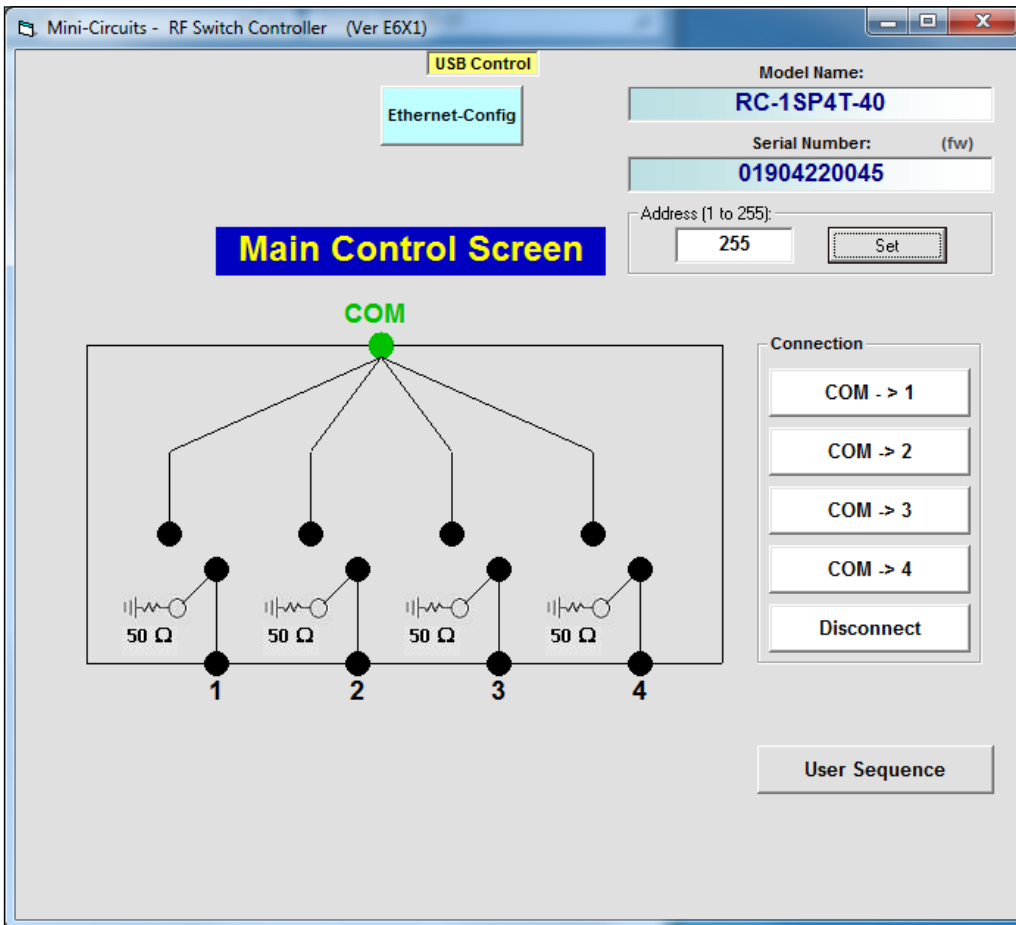 Mini-Circuits -  RF Switch Controller   (Ver E6X1)
USB Control
Ethernet-Config
Model Name:
RC-1SP4T-40
Serial Number: (fw)
01904220045
Address (1 to 255):
255 Set
Main Control Screen
COM
Connection
COM - > 1
COM -> 2
COM -> 3
COM -> 4
Disconnect
50 Ω 50 Ω 50 Ω 50 Ω
1 2 3 4
User Sequence